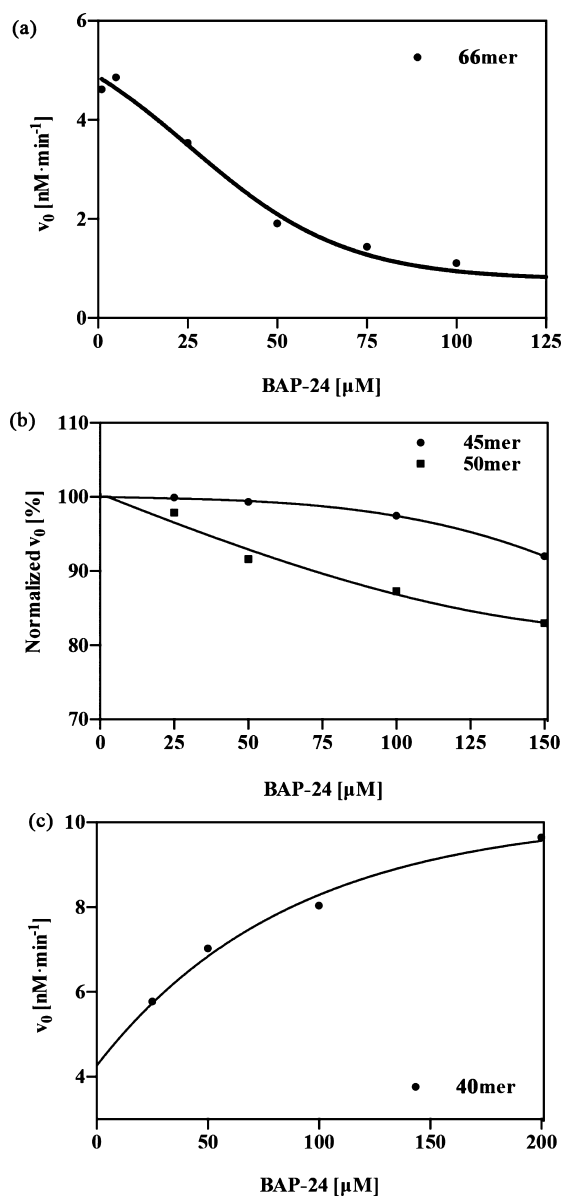 (a)
66mer
6
4
2
0
v₀ [nM·min⁻¹]
0 25 50 75 100 125
BAP-24 [µM]
(b)
45mer
50mer
110
100
90
80
70
Normalized v₀ [%]
0 25 50 75 100 125 150
BAP-24 [µM]
(c)
10
8
6
4
v₀ [nM·min⁻¹]
40mer
0 50 100 150 200
BAP-24 [µM]